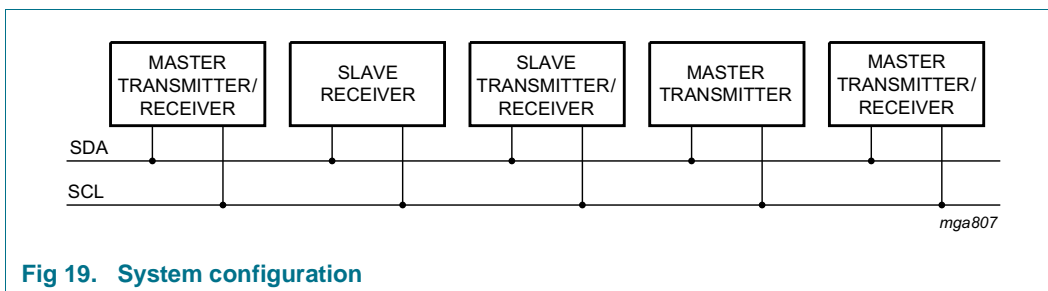 MASTER
TRANSMITTER/
RECEIVER
SLAVE
RECEIVER
SLAVE
TRANSMITTER/
RECEIVER
MASTER
TRANSMITTER
MASTER
TRANSMITTER/
RECEIVER
SDA
SCL
mga807
Fig 19. System configuration